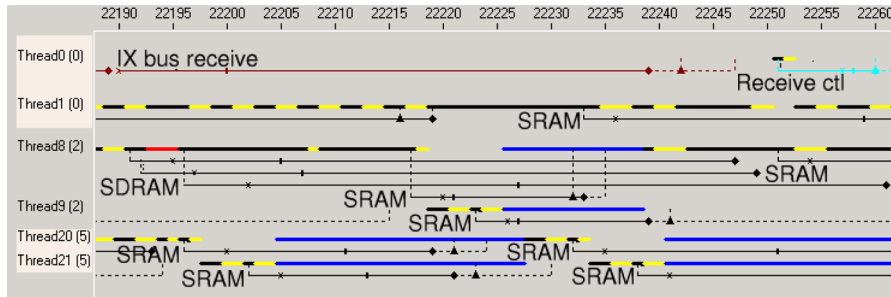 22190 22195 22200 22205 22210 22215 22220 22225 22230 22235 22240 22245 22250 22255 22260
Thread0 (0)
IX bus receive
Receive ctl
Thread1 (0)
SRAM
Thread8 (2)
SDRAM
SRAM
SRAM
Thread9 (2)
SRAM
Thread20 (5)
SRAM
SRAM
Thread21 (5)
SRAM
SRAM